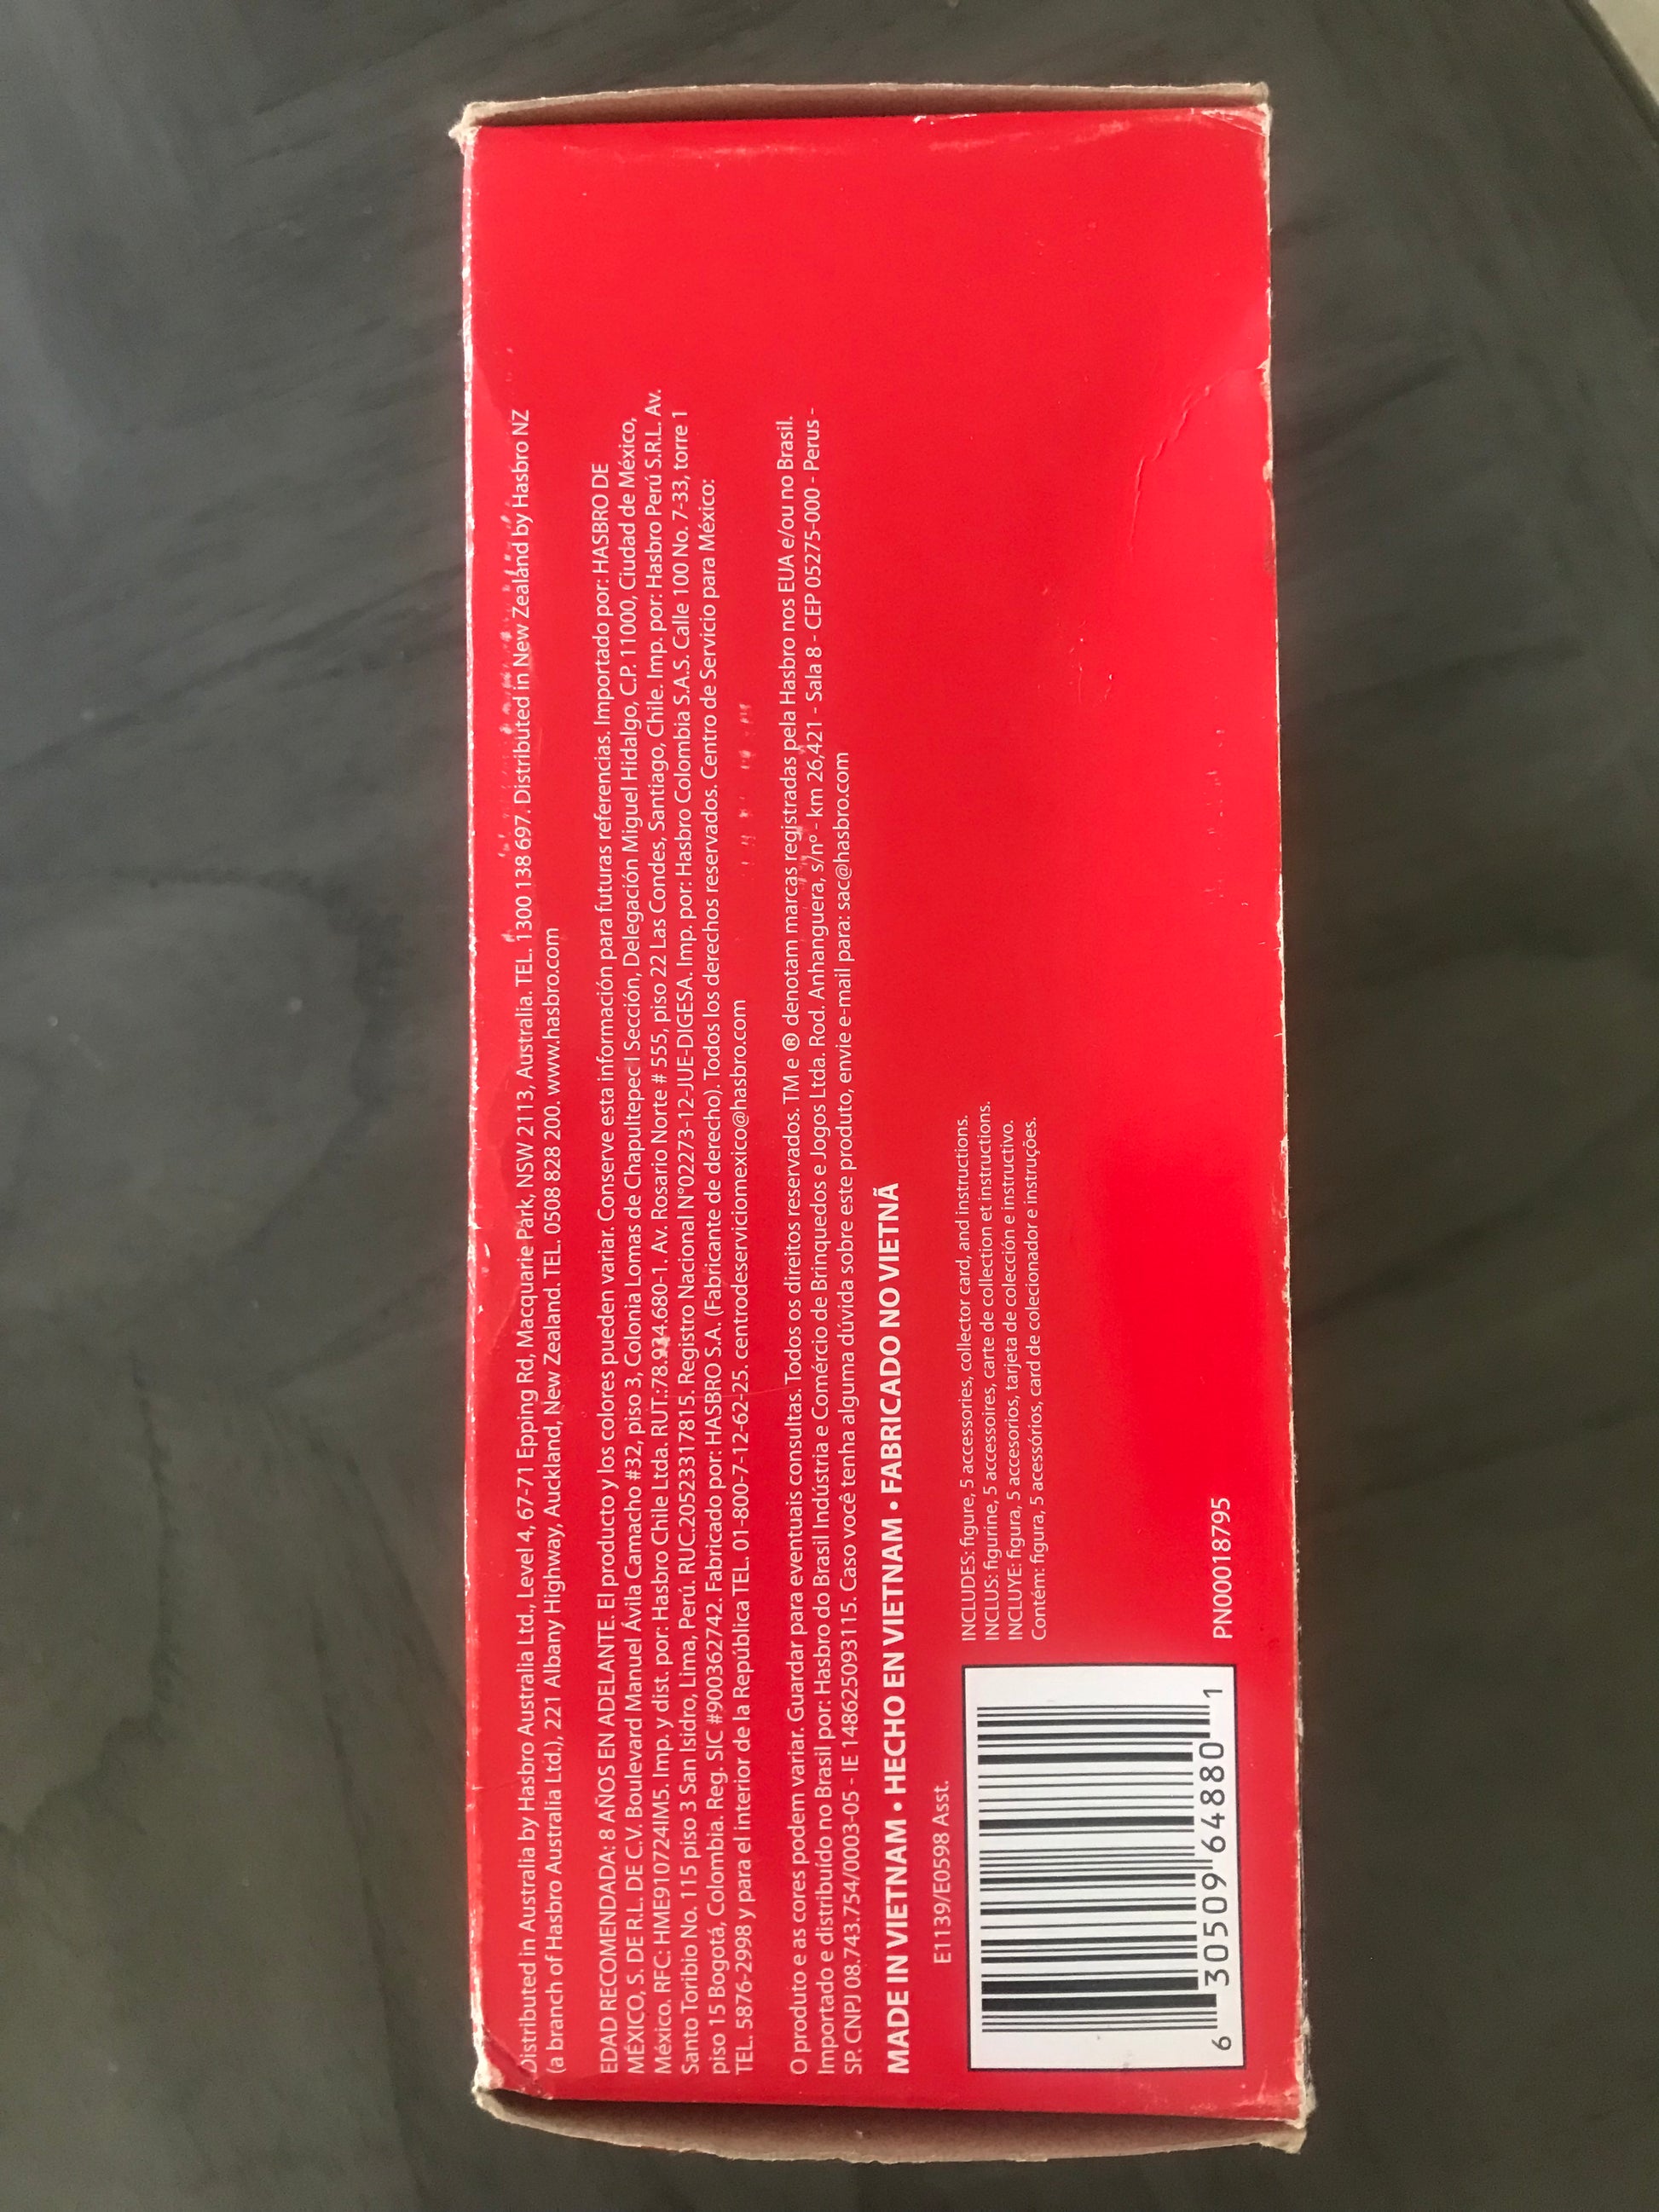 Distributed in Australia by Hasbro Australia Ltd., Level 4, 67-71 Epping Rd, Macquarie Park, NSW 2113, Australia. TEL. 1300 138 697. Distributed in New Zealand by Hasbro NZ
(a branch of Hasbro Australia Ltd.), 221 Albany Highway, Auckland, New Zealand. TEL. 0508 828 200. www.hasbro.com
EDAD RECOMENDADA: 8 AÑOS EN ADELANTE. El producto y los colores pueden variar. Conserve esta información para futuras referencias. Importado por: HASBRO DE
MÉXICO, S. DE R.L. DE C.V. Boulevard Manuel Ávila Camacho #32, piso 3, Colonia Lomas de Chapultepec I Sección, Delegación Miguel Hidalgo, C.P. 11000, Ciudad de México,
México. RFC: HME910724IM5. Imp. y dist. por: Hasbro Chile Ltda. RUT.:78.934.680-1. Av. Rosario Norte # 555, piso 22 Las Condes, Santiago, Chile. Imp. por: Hasbro Perú S.R.L. Av.
Santo Toribio No. 115 piso 3 San Isidro, Lima, Perú. RUC.20523317815. Registro Nacional N°02273-12-JUE-DIGESA. Imp. por: Hasbro Colombia S.A.S. Calle 100 No. 7-33, torre 1
piso 15 Bogotá, Colombia. Reg. SIC #900362742. Fabricado por: HASBRO S.A. (Fabricante de derecho). Todos los derechos reservados. Centro de Servicio para México:
TEL. 5876-2998 y para el interior de la República TEL. 01-800-7-12-62-25. centrodeserviciomexico@hasbro.com
O produto e as cores podem variar. Guardar para eventuais consultas. Todos os direitos reservados. TM e ® denotam marcas registradas pela Hasbro nos EUA e/ou no Brasil.
Importado e distribuído no Brasil por: Hasbro do Brasil Indústria e Comércio de Brinquedos e Jogos Ltda. Rod. Anhanguera, s/nº - km 26,421 - Sala 8 - CEP 05275-000 - Perus -
SP. CNPJ 08.743.754/0003-05 - IE 148625093115. Caso você tenha alguma dúvida sobre este produto, envie e-mail para: sac@hasbro.com
MADE IN VIETNAM • HECHO EN VIETNAM • FABRICADO NO VIETNÃ
E1139/E0598 Asst.
INCLUDES: figure, 5 accessories, collector card, and instructions.
INCLUS: figurine, 5 accessoires, carte de collection et instructions.
INCLUYE: figura, 5 accesorios, tarjeta de colección e instructivo.
Contém: figura, 5 acessórios, card de colecionador e instruções.
6 30509 64880 1
PN00018795